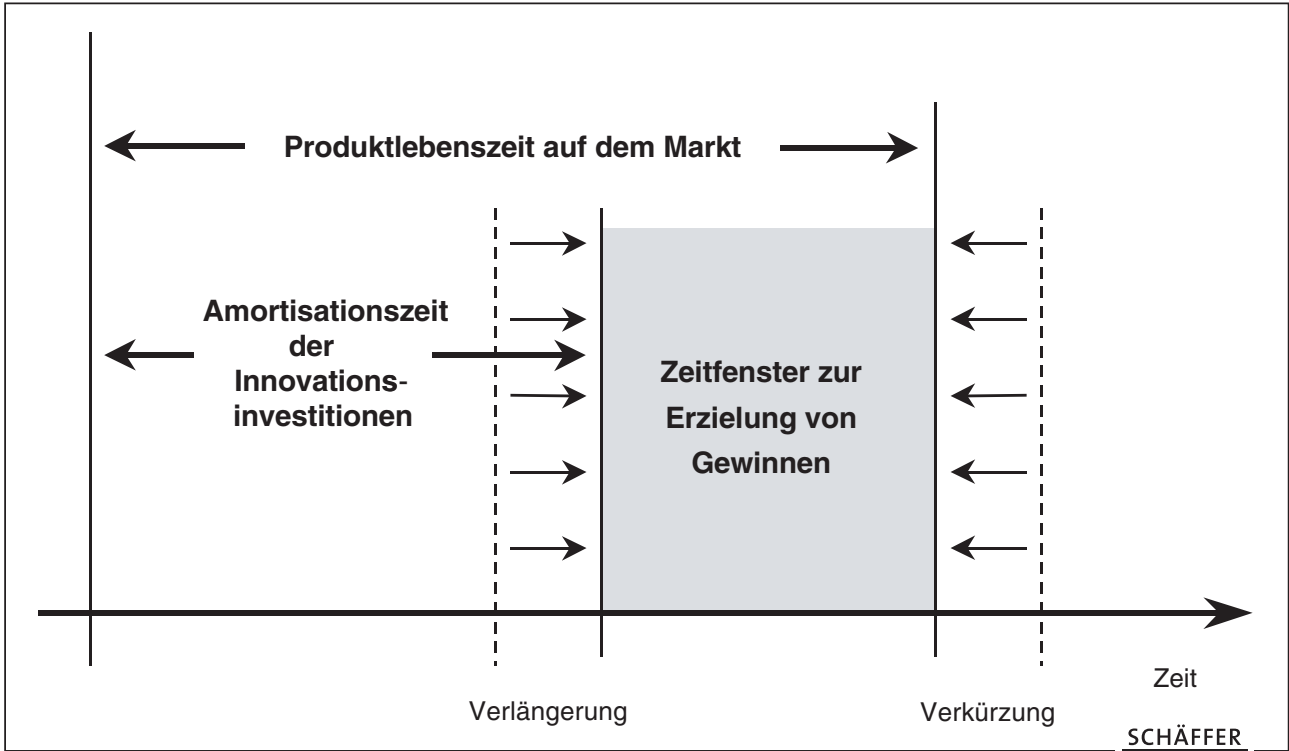 Produktlebenszeit auf dem Markt
Amortisationszeit
der
Innovations-
investitionen
Zeitfenster zur
Erzielung von
Gewinnen
Zeit
Verlängerung
Verkürzung
SCHÄFFER